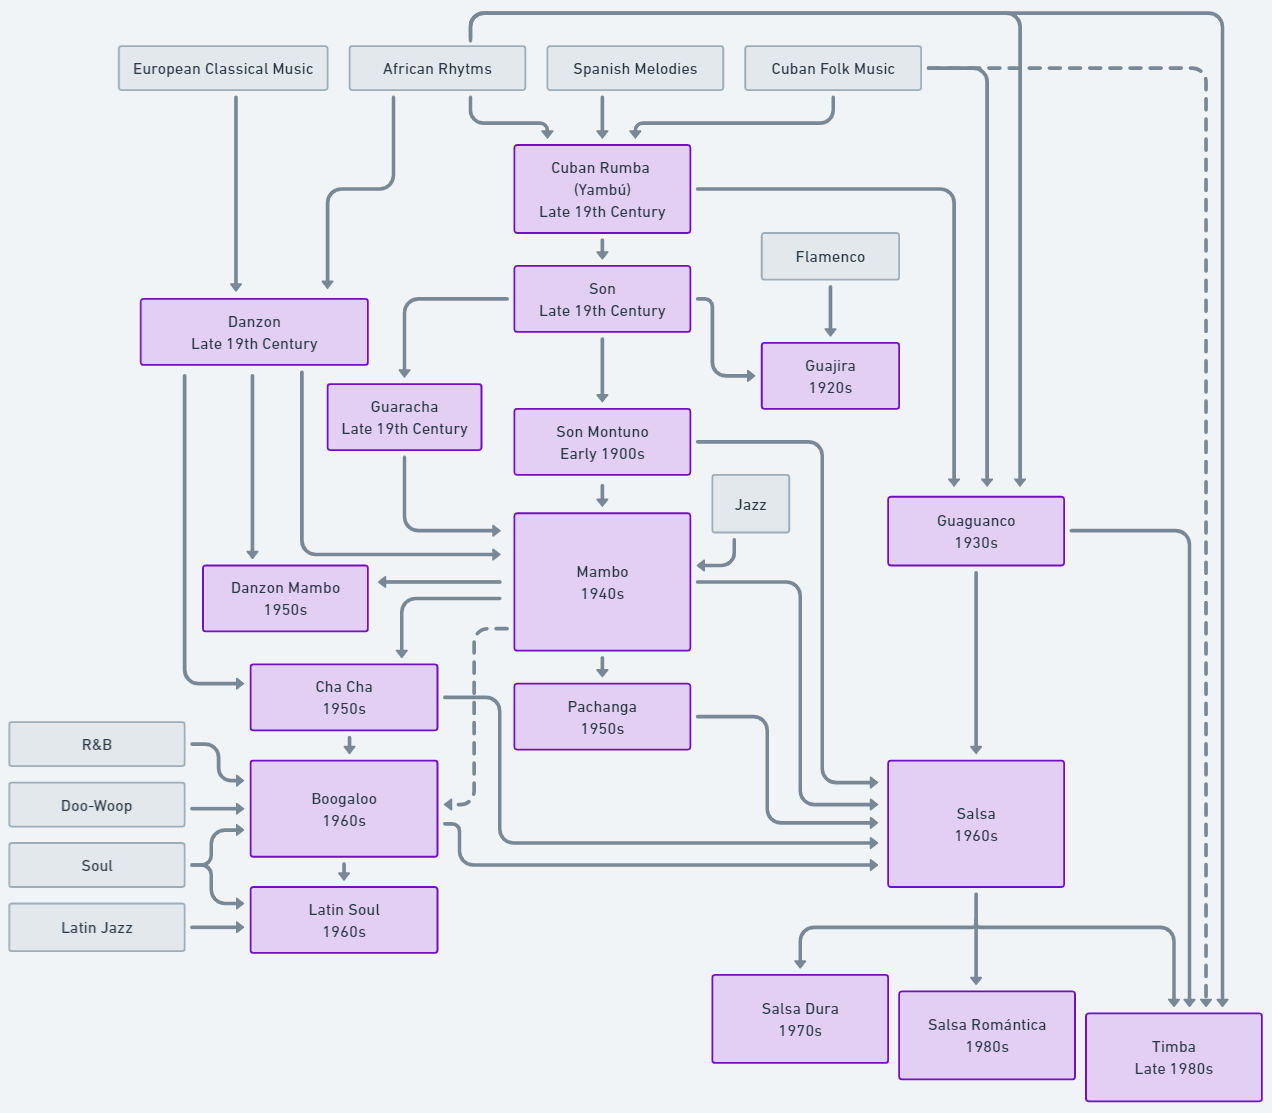 European Classical Music
African Rhytms
Spanish Melodies
Cuban Folk Music
Cuban Rumba
(Yambú)
Late 19th Century
Flamenco
Son
Late 19th Century
Danzon
Late 19th Century
Guajira
1920s
Guaracha
Late 19th Century
Son Montuno
Early 1900s
Jazz
Guaguanco
1930s
Mambo
1940s
Danzon Mambo
1950s
Cha Cha
1950s
Pachanga
1950s
R&B
Doo-Woop
Soul
Latin Jazz
Boogaloo
1960s
Salsa
1960s
Latin Soul
1960s
Salsa Dura
1970s
Salsa Romántica
1980s
Timba
Late 1980s